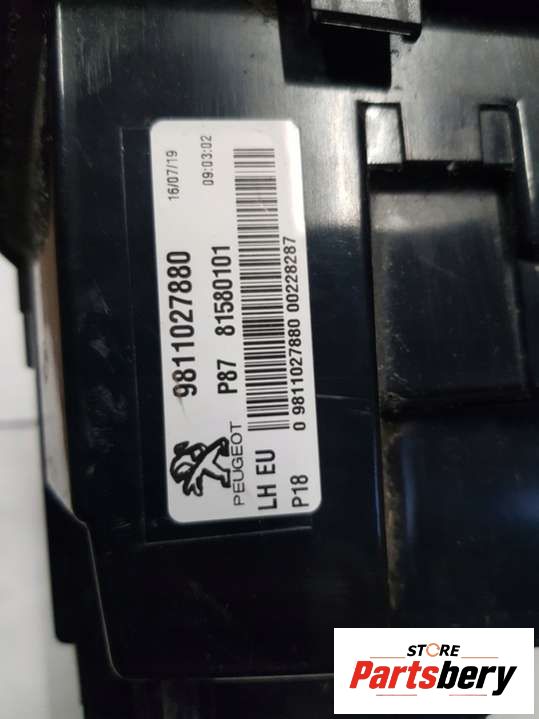 16/07/19 09:03:02
9811027880
P87 81580101
PEUGEOT
LH EU
P18 0 9811027880 00228287
STORE
Partsbery